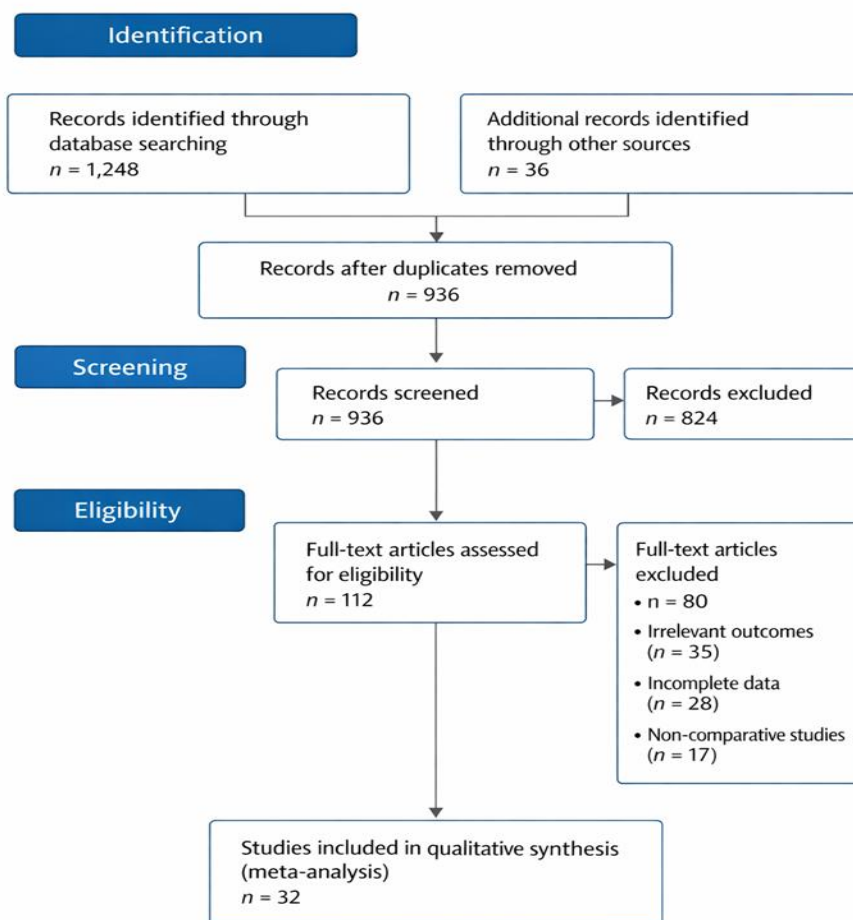 Identification
Records identified through
database searching
n = 1,248
Additional records identified
through other sources
n = 36
Records after duplicates removed
n = 936
Screening
Records screened
n = 936
Records excluded
n = 824
Eligibility
Full-text articles assessed
for eligibility
n = 112
Full-text articles
excluded
• n = 80
• Irrelevant outcomes
(n = 35)
• Incomplete data
(n = 28)
• Non-comparative studies
(n = 17)
Studies included in qualitative synthesis
(meta-analysis)
n = 32